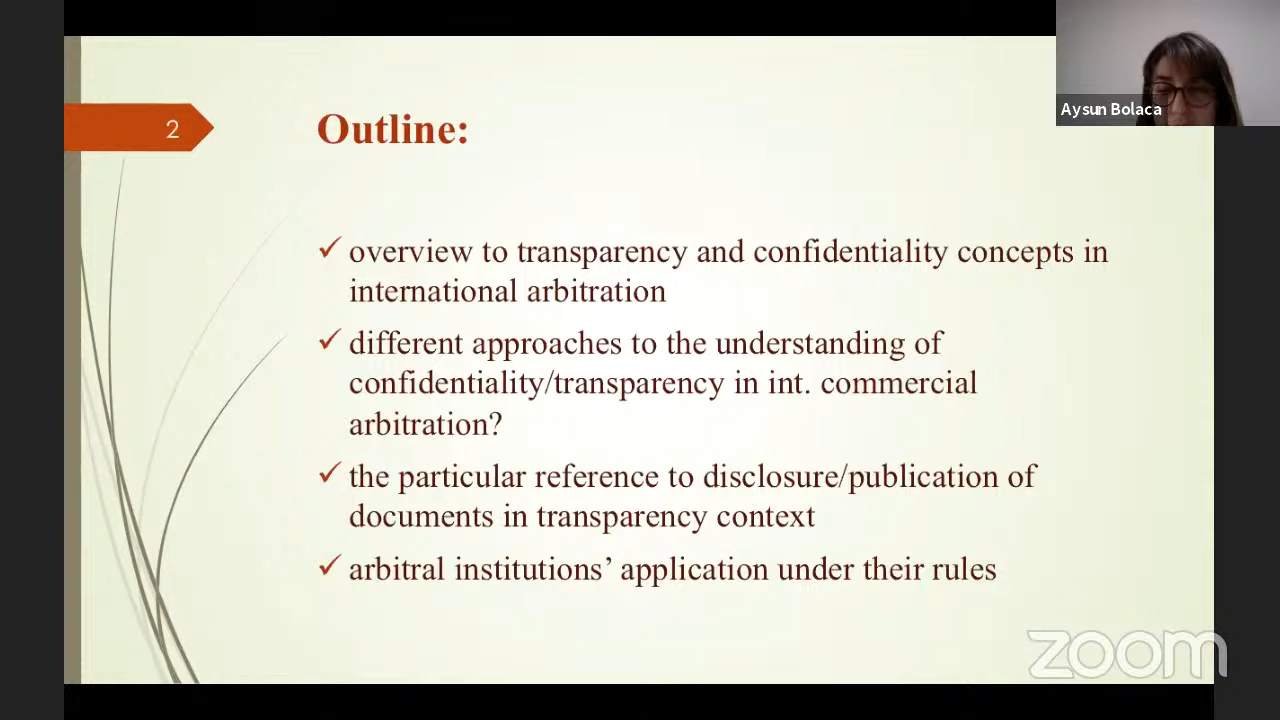 2
Outline:
Aysun Bolaca
✓ overview to transparency and confidentiality concepts in
international arbitration
✓ different approaches to the understanding of
confidentiality/transparency in int. commercial
arbitration?
✓ the particular reference to disclosure/publication of
documents in transparency context
✓ arbitral institutions’ application under their rules
zoom